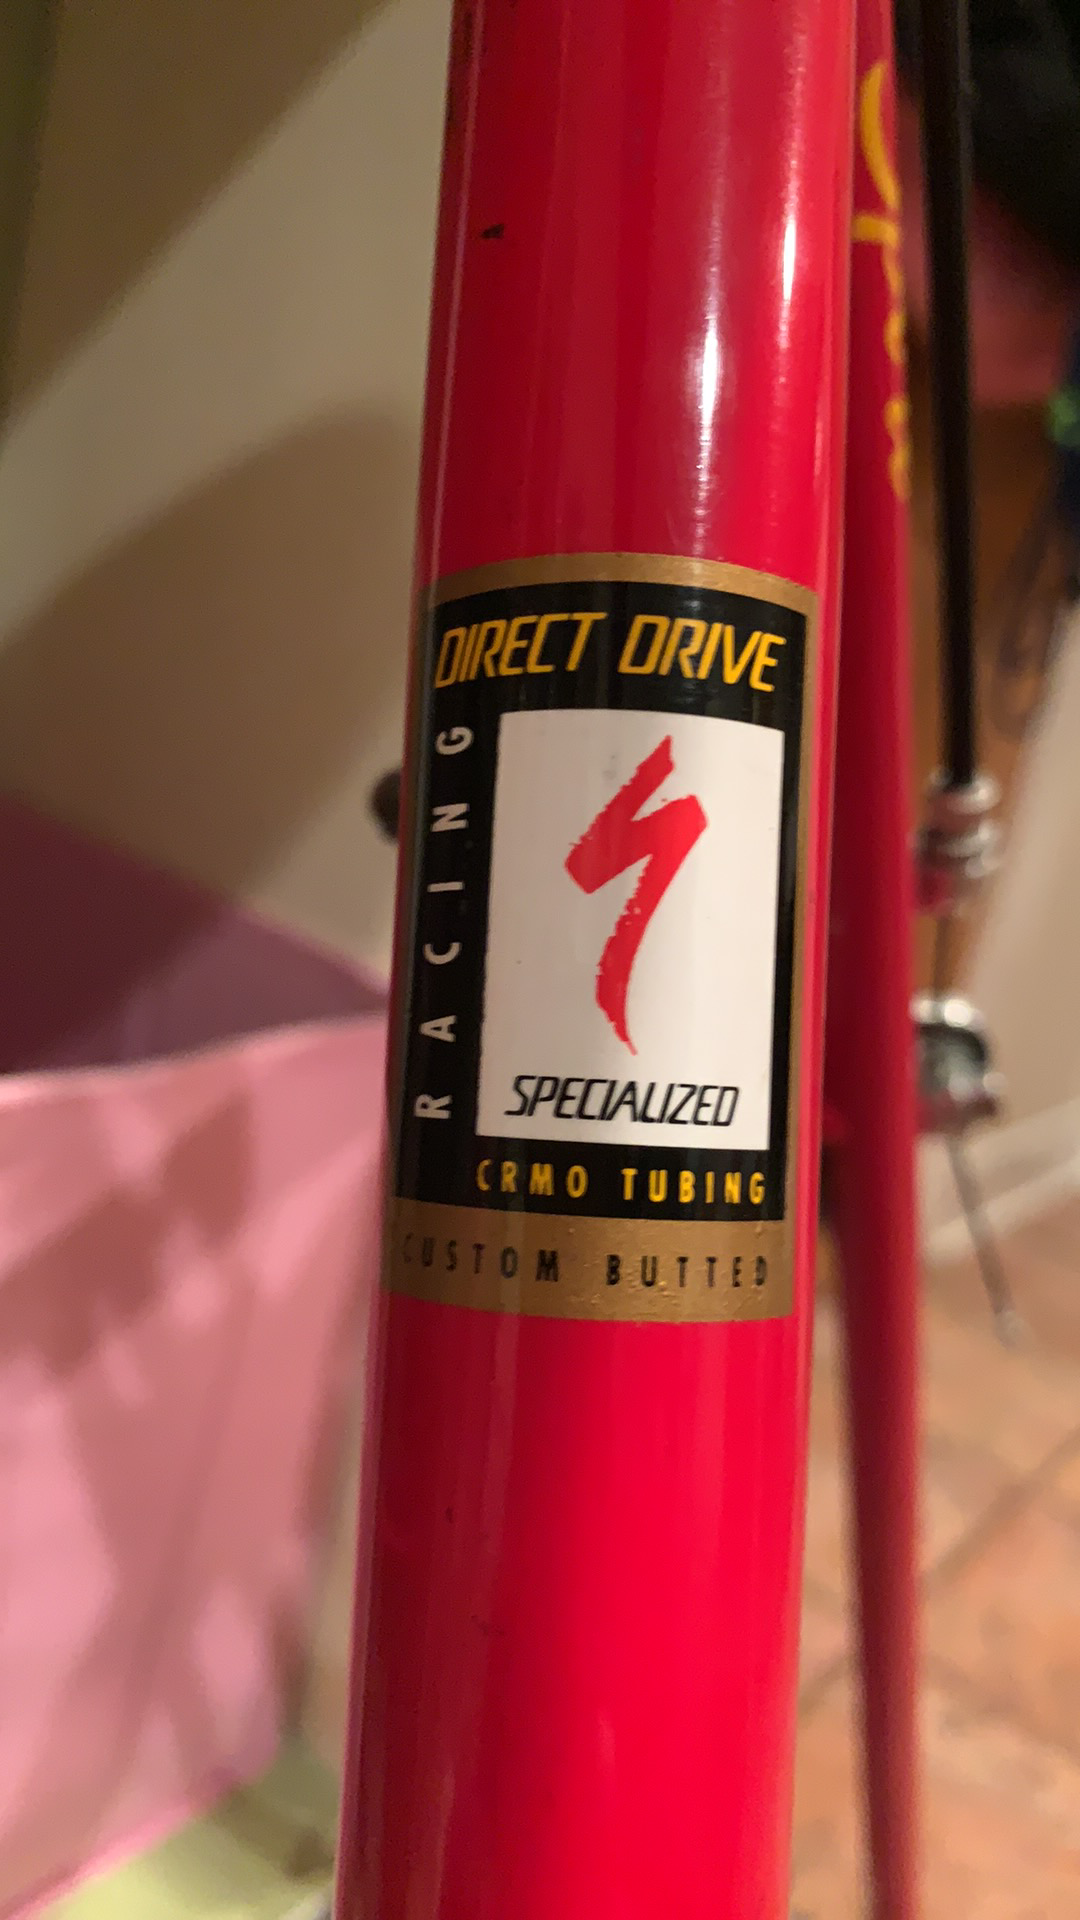 DIRECT DRIVE
RACING
SPECIALIZED
CRMO TUBING
CUSTOM BUTTED